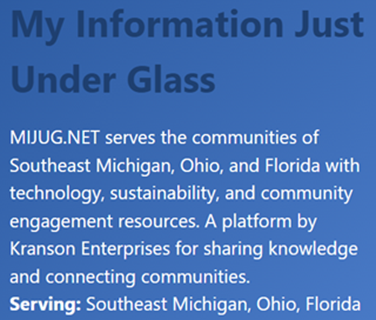 My Information Just
Under Glass
MIJUG.NET serves the communities of
Southeast Michigan, Ohio, and Florida with
technology, sustainability, and community
engagement resources. A platform by
Kranson Enterprises for sharing knowledge
and connecting communities.
Serving: Southeast Michigan, Ohio, Florida